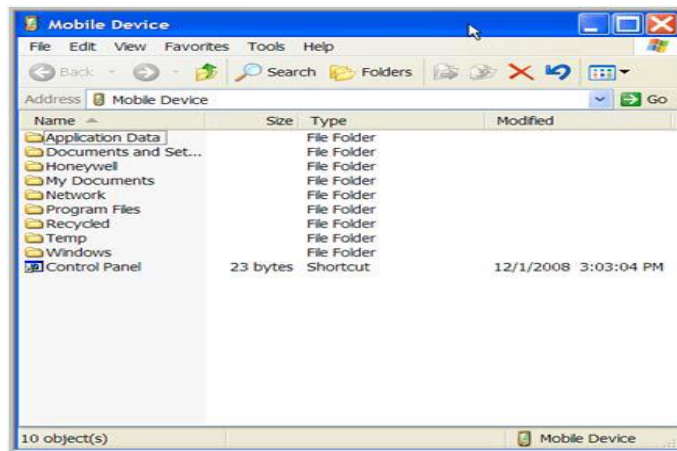 Mobile Device
File Edit View Favorites Tools Help
Back Search Folders
Address Mobile Device Go
Name Size Type Modified
Application Data File Folder
Documents and Set... File Folder
Honeywell File Folder
My Documents File Folder
Network File Folder
Program Files File Folder
Recycled File Folder
Temp File Folder
Windows File Folder
Control Panel 23 bytes Shortcut 12/1/2008 3:03:04 PM
10 object(s) Mobile Device